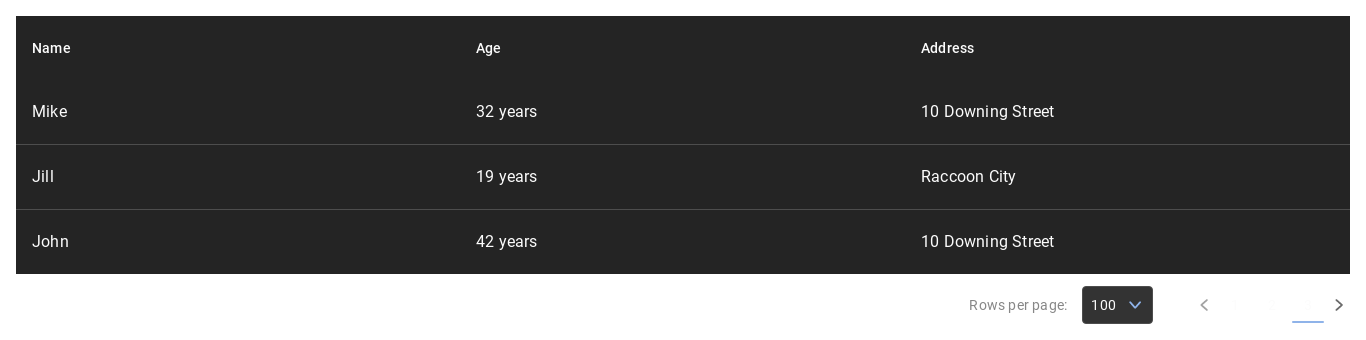 Name Age Address
Mike 32 years 10 Downing Street
Jill 19 years Raccoon City
John 42 years 10 Downing Street
Rows per page: 100